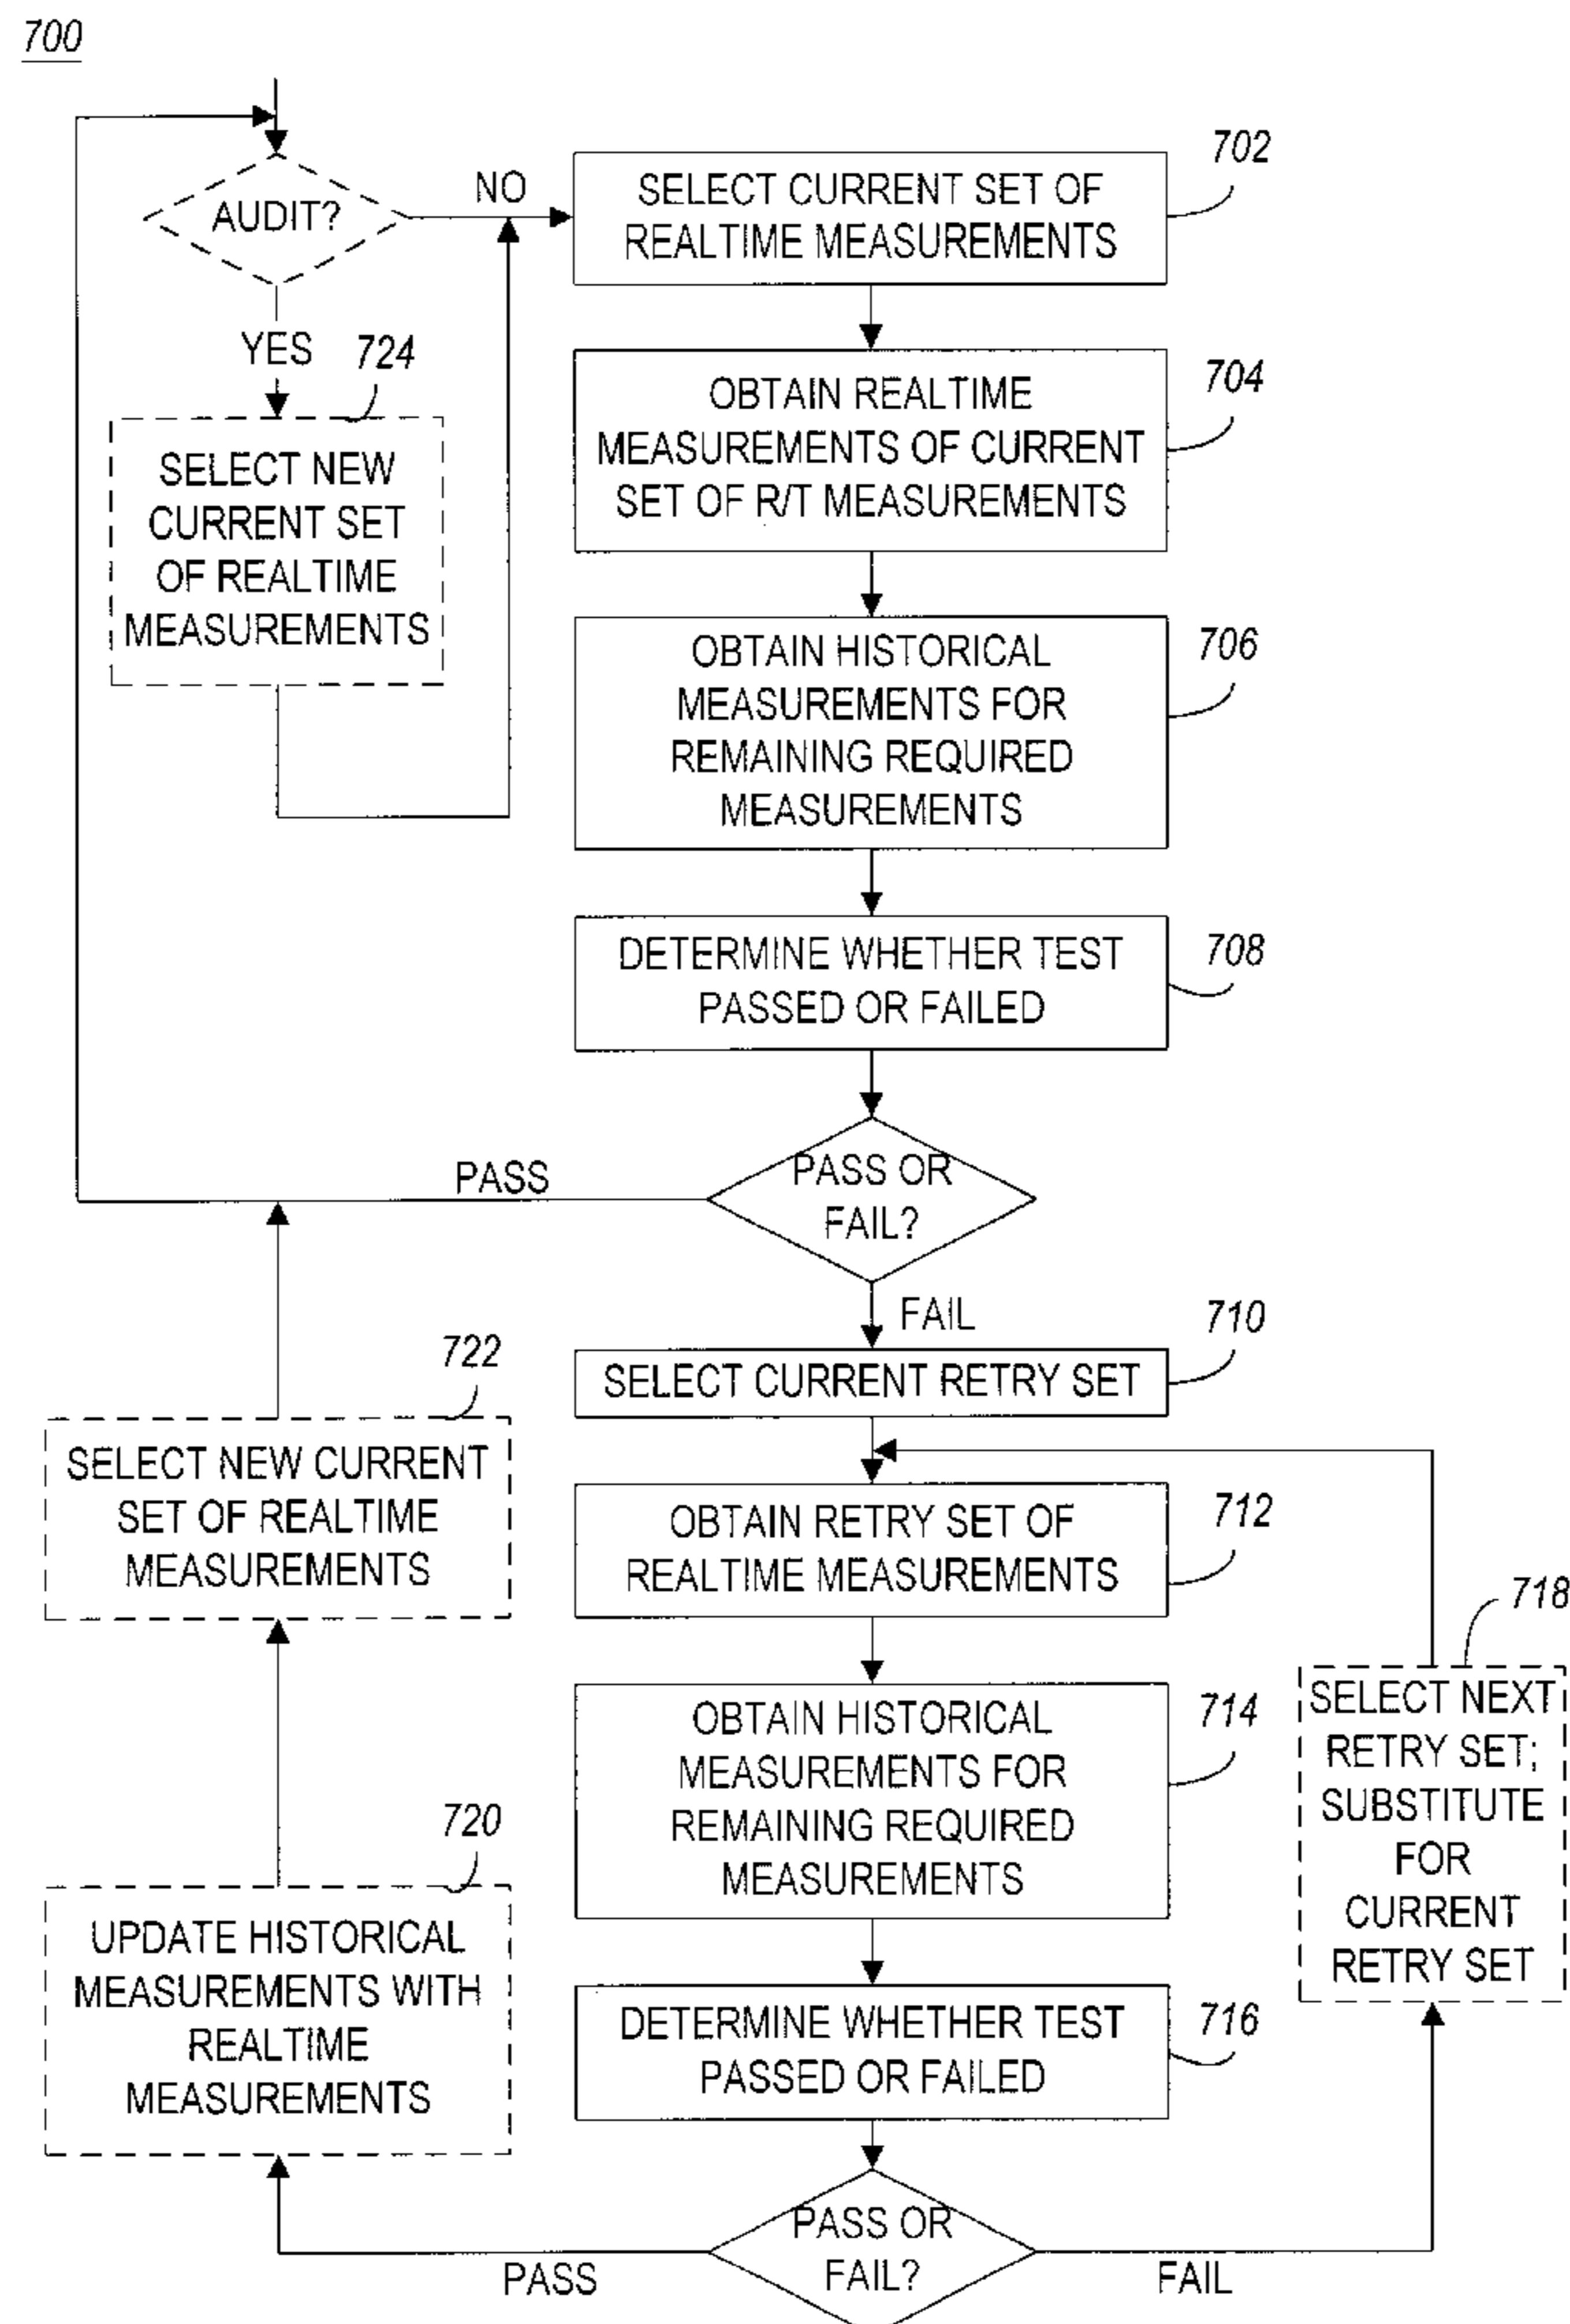 700
AUDIT?
NO
YES
724
SELECT NEW
CURRENT SET
OF REALTIME
MEASUREMENTS
702
SELECT CURRENT SET OF
REALTIME MEASUREMENTS
704
OBTAIN REALTIME
MEASUREMENTS OF CURRENT
SET OF R/T MEASUREMENTS
706
OBTAIN HISTORICAL
MEASUREMENTS FOR
REMAINING REQUIRED
MEASUREMENTS
708
DETERMINE WHETHER TEST
PASSED OR FAILED
PASS
PASS OR
FAIL?
FAIL
710
SELECT CURRENT RETRY SET
722
SELECT NEW CURRENT
SET OF REALTIME
MEASUREMENTS
712
OBTAIN RETRY SET OF
REALTIME MEASUREMENTS
718
SELECT NEXT
RETRY SET;
SUBSTITUTE
FOR
CURRENT
RETRY SET
714
OBTAIN HISTORICAL
MEASUREMENTS FOR
REMAINING REQUIRED
MEASUREMENTS
720
UPDATE HISTORICAL
MEASUREMENTS WITH
REALTIME
MEASUREMENTS
716
DETERMINE WHETHER TEST
PASSED OR FAILED
PASS OR
FAIL?
PASS
FAIL